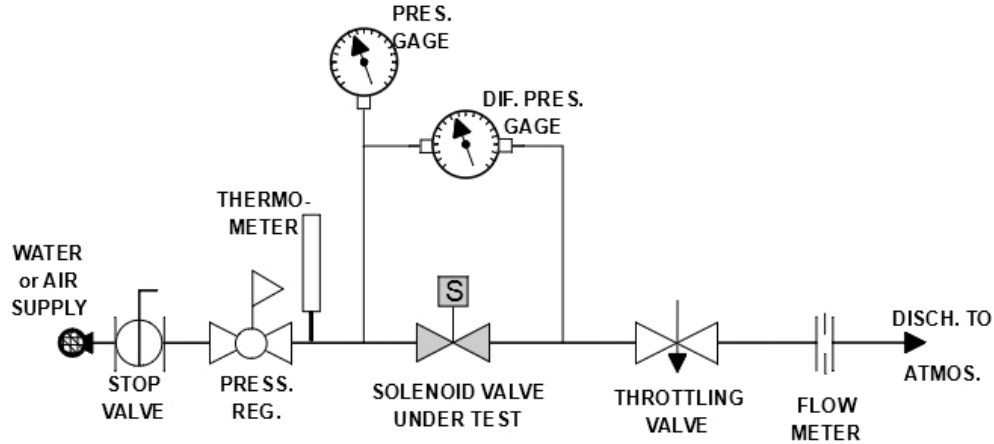 PRES.
GAGE
DIF. PRES.
GAGE
THERMO-
METER
WATER
or AIR
SUPPLY
S
DISCH. TO
ATMOS.
STOP
VALVE
PRESS.
REG.
SOLENOID VALVE
UNDER TEST
THROTTLING
VALVE
FLOW
METER